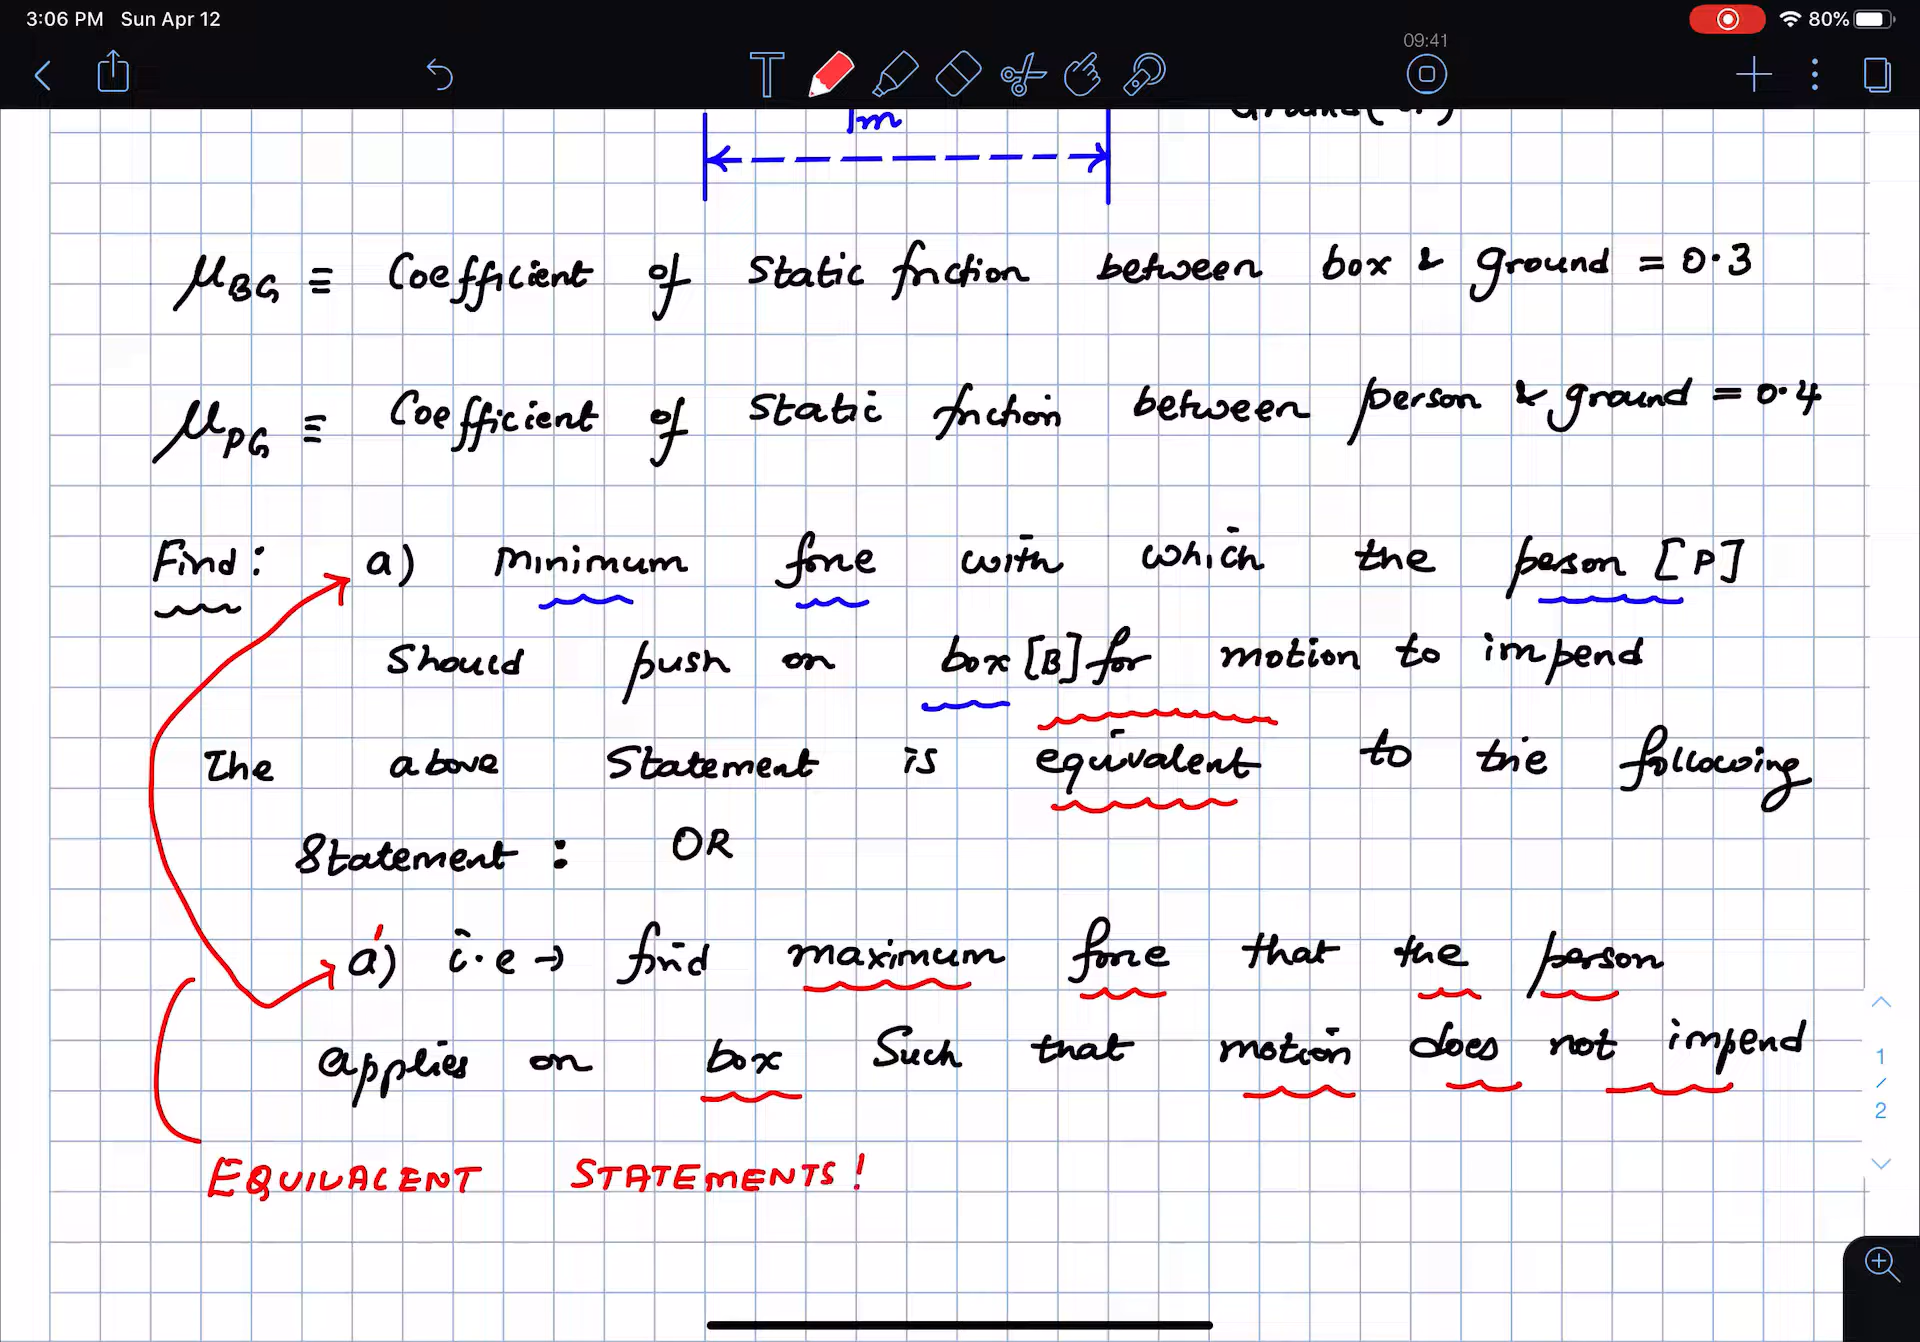 3:06 PM Sun Apr 12
80%
09:41
1m
μBG ≡ Coefficient of Static friction between box & ground = 0.3
μPG ≡ Coefficient of Static friction between person & ground = 0.4
Find: a) Minimum force with which the person [P]
Should push on box [B] for motion to impend
The above Statement is equivalent to the following
Statement: OR
a') i.e → find maximum force that the person
applies on box Such that motion does not impend
EQUIVALENT STATEMENTS!
1
/
2